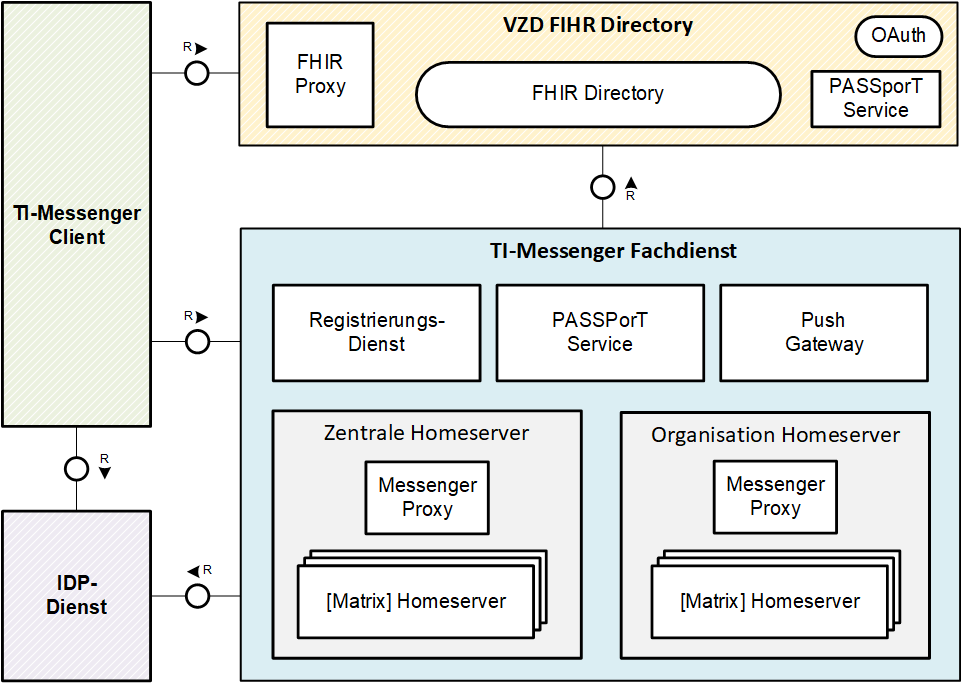 VZD FIHR Directory
OAuth
R
FHIR
Proxy
FHIR Directory
PASSporT
Service
TI-Messenger
Client
R
TI-Messenger Fachdienst
R
Registrierungs-
Dienst
PASSPorT
Service
Push
Gateway
Zentrale Homeserver
Organisation Homeserver
R
Messenger
Proxy
Messenger
Proxy
IDP-
Dienst
R
[Matrix] Homeserver
[Matrix] Homeserver